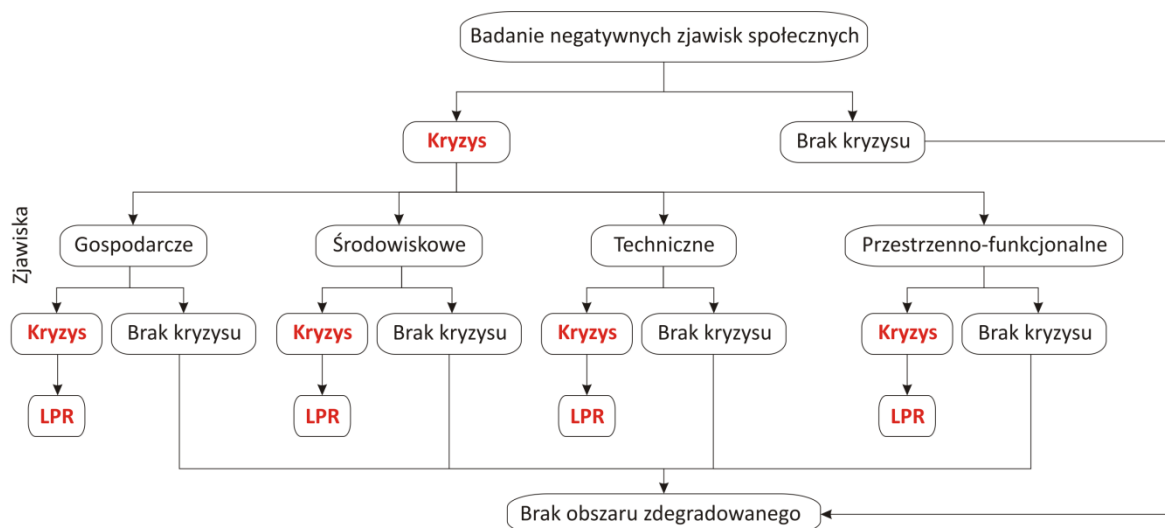 Badanie negatywnych zjawisk społecznych
Kryzys
Brak kryzysu
Zjawiska
Gospodarcze
Środowiskowe
Techniczne
Przestrzenno-funkcjonalne
Kryzys
Brak kryzysu
Kryzys
Brak kryzysu
Kryzys
Brak kryzysu
Kryzys
Brak kryzysu
LPR
LPR
LPR
LPR
Brak obszaru zdegradowanego